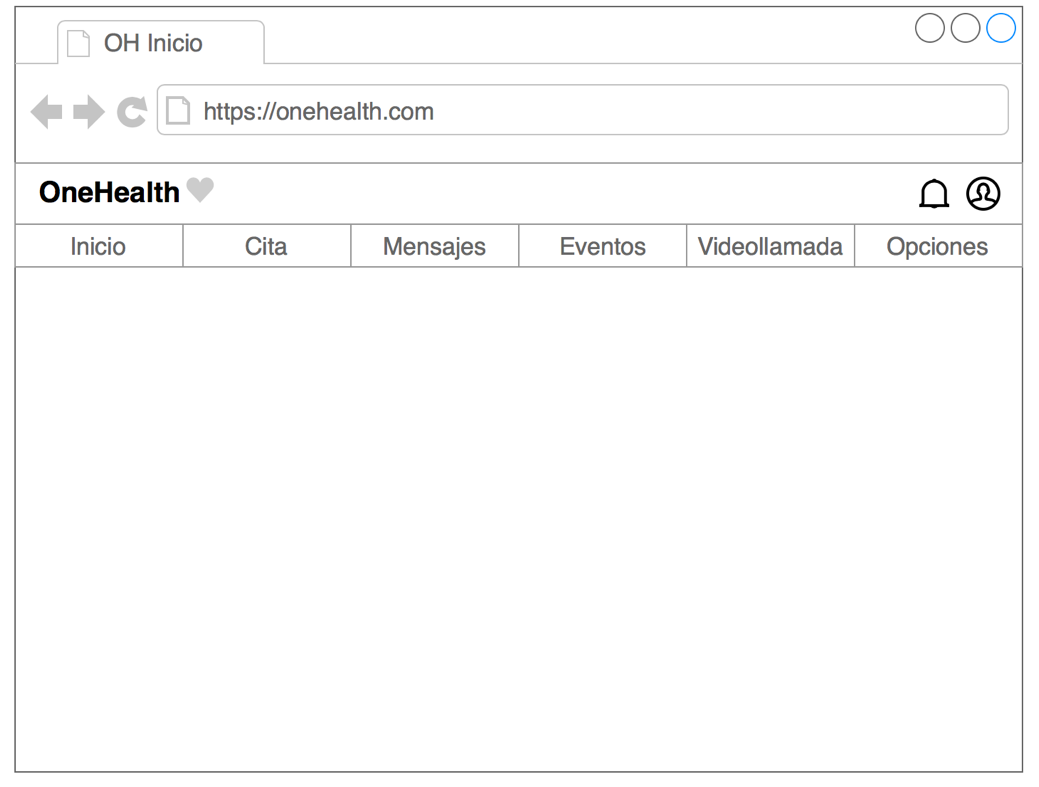 OH Inicio
https://onehealth.com
OneHealth
Inicio Cita Mensajes Eventos Videollamada Opciones